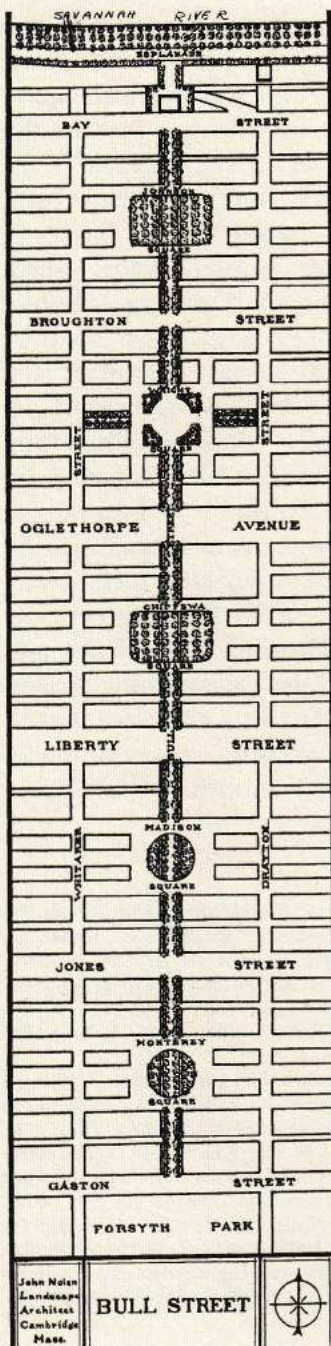 SAVANNAH RIVER
ESPLANADE
BAY STREET
JOHNSON
SQUARE
BROUGHTON STREET
WRIGHT
SQUARE
STREET
STREET
OGLETHORPE AVENUE
STREET
CHIPPEWA
SQUARE
BULL
LIBERTY STREET
MADISON
WHITAKER
DRAYTON
SQUARE
JONES STREET
MONTEREY
SQUARE
GASTON STREET
FORSYTH PARK
John Nolen
Landscape
Architect
Cambridge
Mass.
BULL STREET